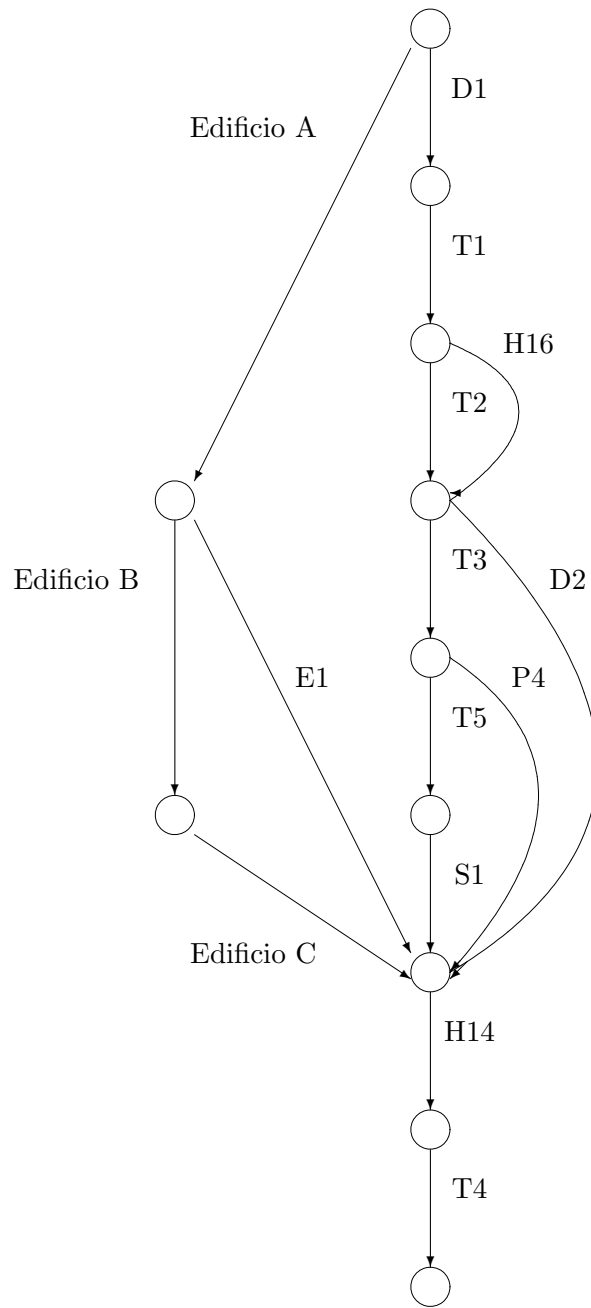 D1
Edificio A
T1
H16
T2
T3
D2
Edificio B
E1
P4
T5
S1
Edificio C
H14
T4